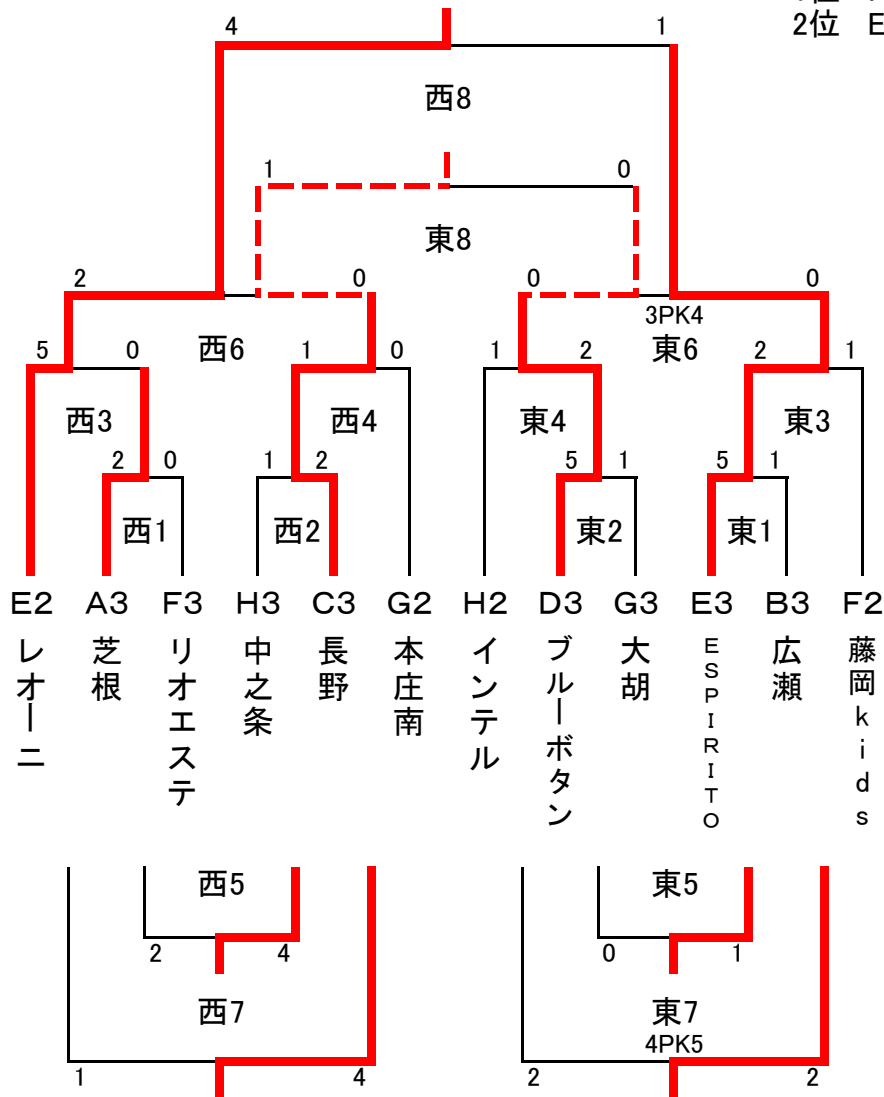 2位 E
4 1
西8
1 0
東8
2 0 0 0
3PK4
西6 東6
5 0 1 0 1 2 2 1
西3 西4 東4 東3
2 0 1 2 5 1 5 1
西1 西2 東2 東1
E2 A3 F3 H3 C3 G2 H2 D3 G3 E3 B3 F2
レオーニ
芝根
リオエステ
中之条
長野
本庄南
インテル
ブルーボタン
大胡
ESPIRITO
広瀬
藤岡kids
西5 東5
2 4 0 1
西7 東7
4PK5
1 4 2 2